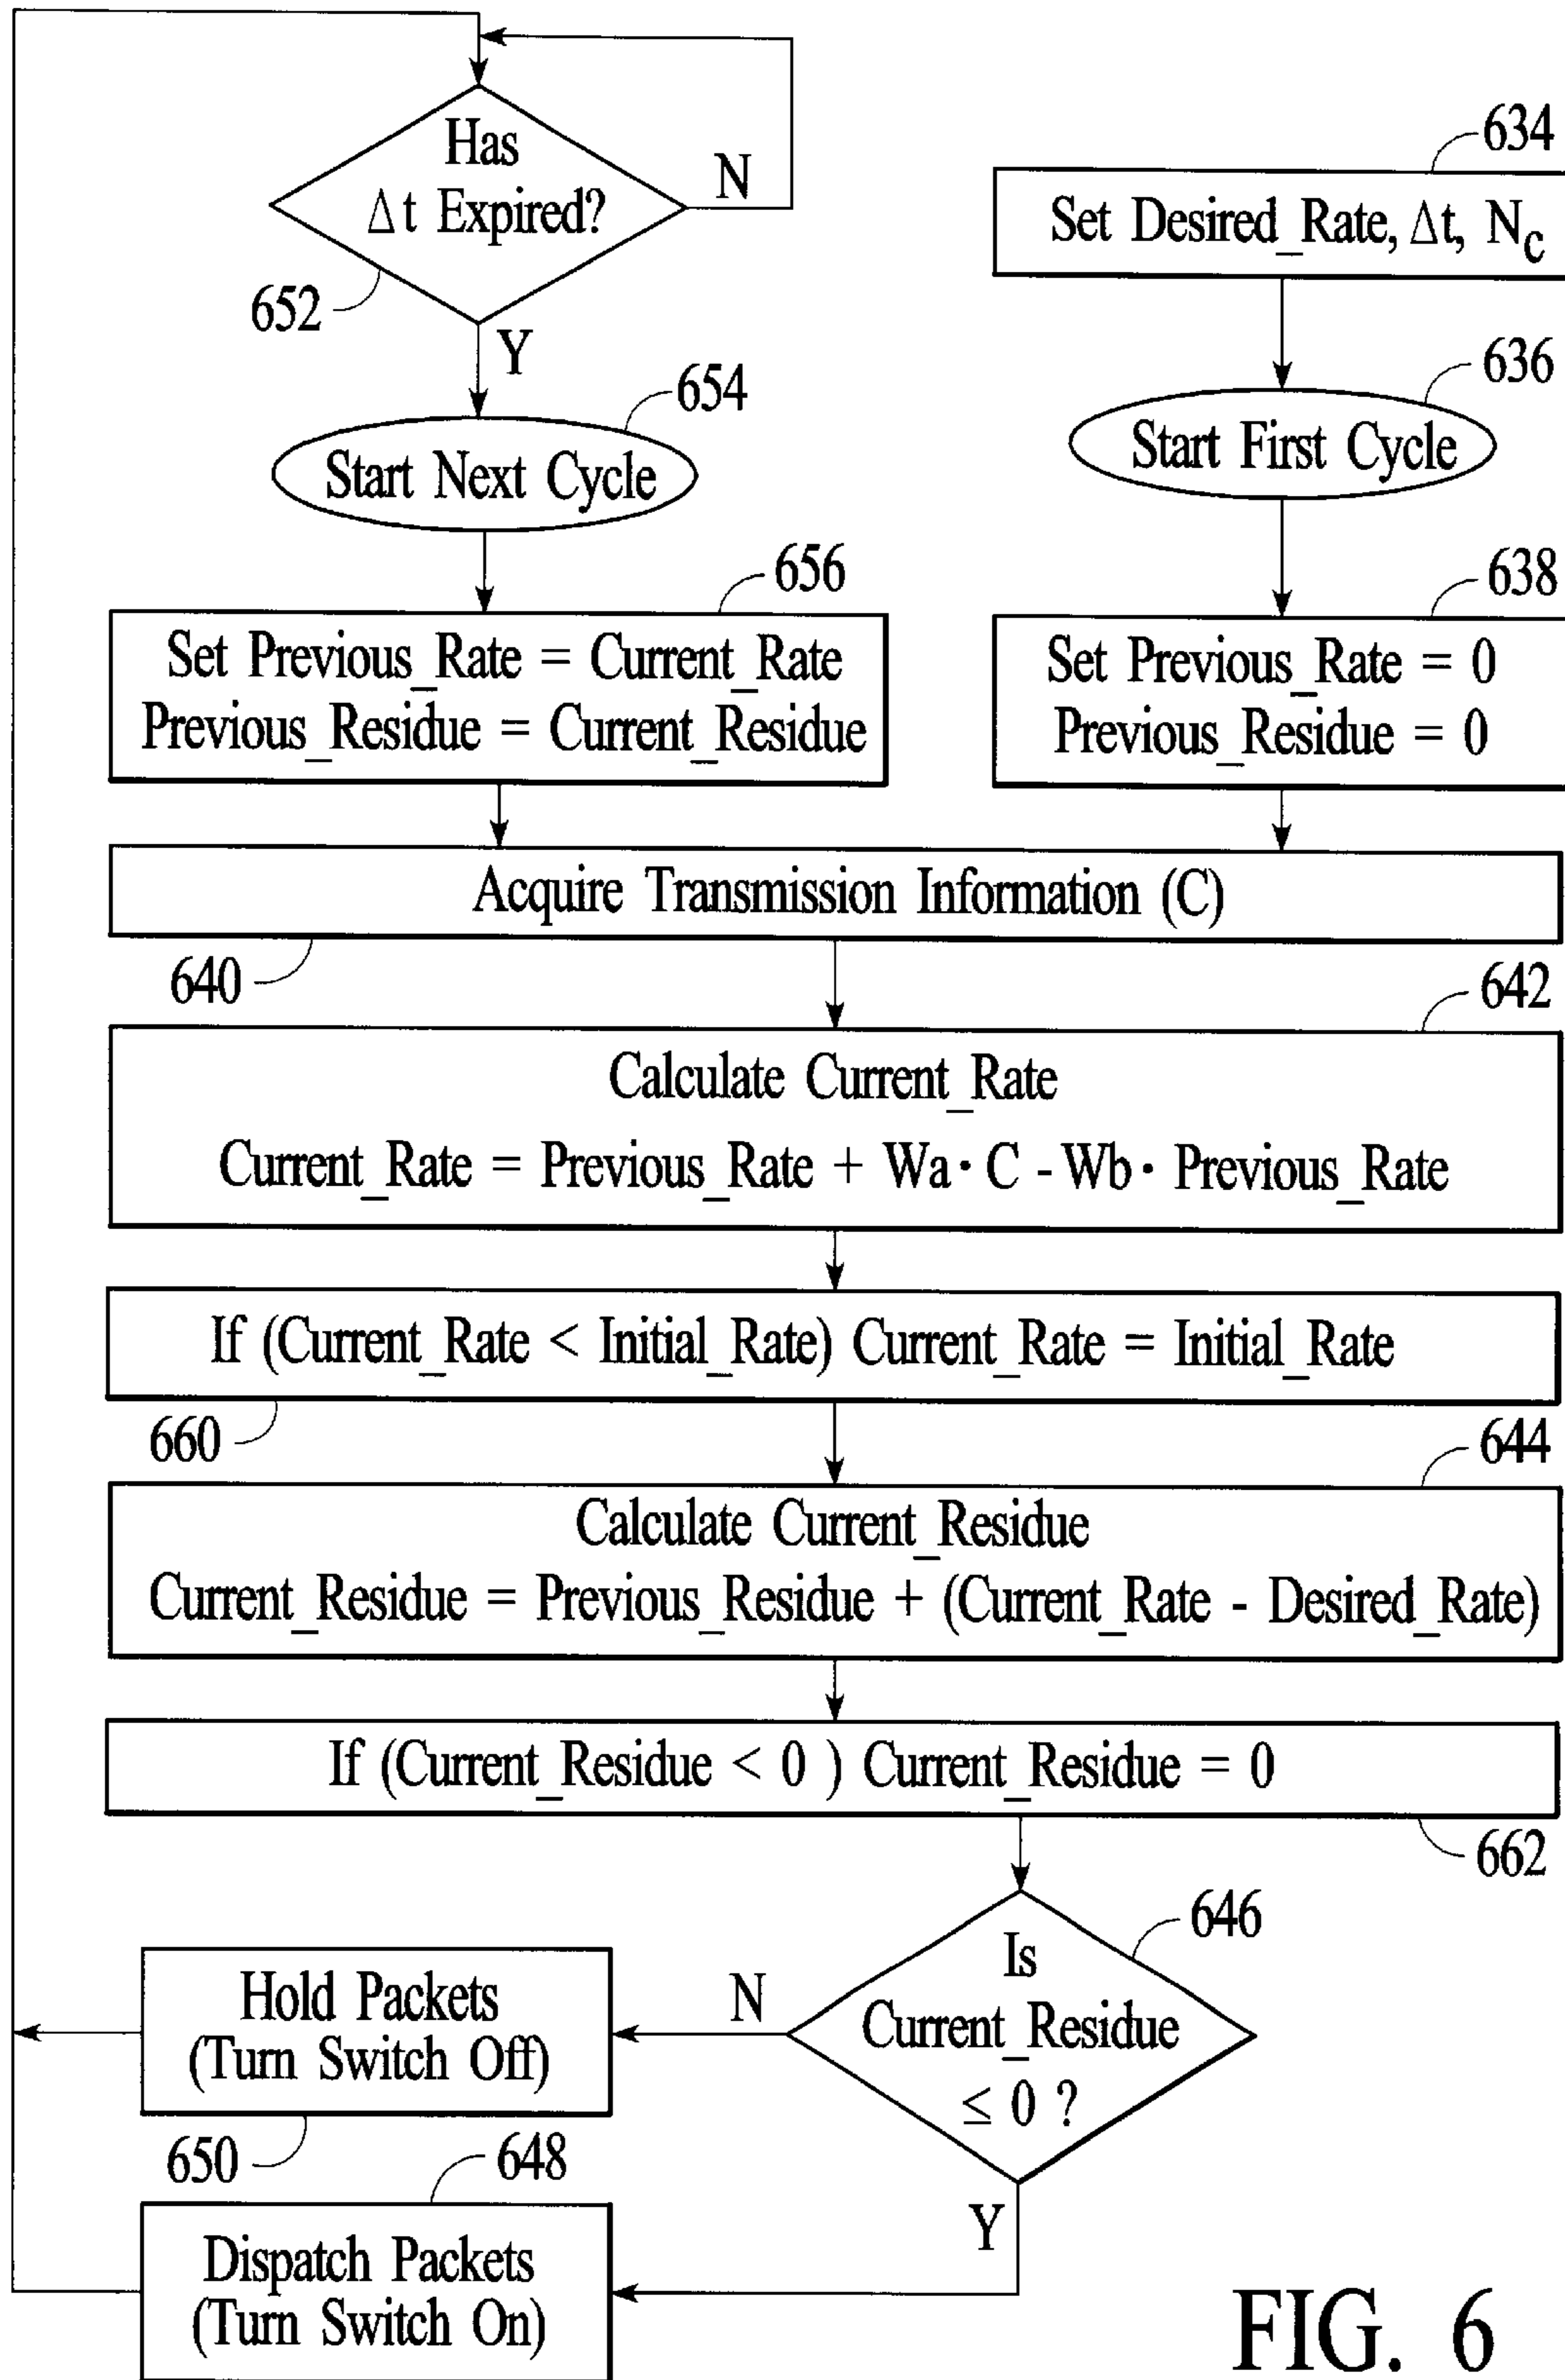 Has
Δt Expired?
N
652
Y
654
Start Next Cycle
656
Set Previous_Rate = Current_Rate
Previous_Residue = Current_Residue
634
Set Desired_Rate, Δt, NC
636
Start First Cycle
638
Set Previous_Rate = 0
Previous_Residue = 0
Acquire Transmission Information (C)
640
642
Calculate Current_Rate
Current_Rate = Previous_Rate + Wa · C - Wb · Previous_Rate
If (Current_Rate < Initial_Rate) Current_Rate = Initial_Rate
660
644
Calculate Current_Residue
Current_Residue = Previous_Residue + (Current_Rate - Desired_Rate)
If (Current_Residue < 0 ) Current_Residue = 0
662
646
Is
Current_Residue
≤ 0 ?
N
Hold Packets
(Turn Switch Off)
650
648
Y
Dispatch Packets
(Turn Switch On)
FIG. 6